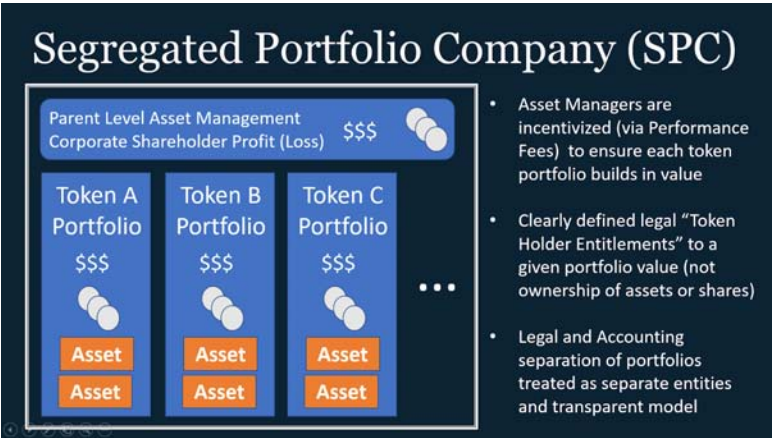 Segregated Portfolio Company (SPC)
Parent Level Asset Management
Corporate Shareholder Profit (Loss)
$$$
Token A
Portfolio
$$$
Asset
Asset
Token B
Portfolio
$$$
Asset
Asset
Token C
Portfolio
$$$
Asset
Asset
...
• Asset Managers are
incentivized (via Performance
Fees) to ensure each token
portfolio builds in value
• Clearly defined legal “Token
Holder Entitlements” to a
given portfolio value (not
ownership of assets or shares)
• Legal and Accounting
separation of portfolios
treated as separate entities
and transparent model